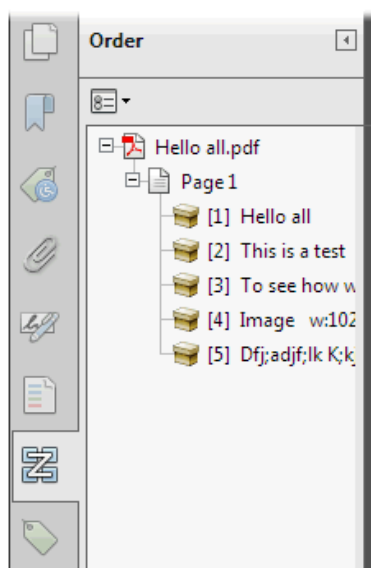 Order
Hello all.pdf
Page 1
[1] Hello all
[2] This is a test
[3] To see how w
[4] Image w:102
[5] Dfj;adjf;lk K;k